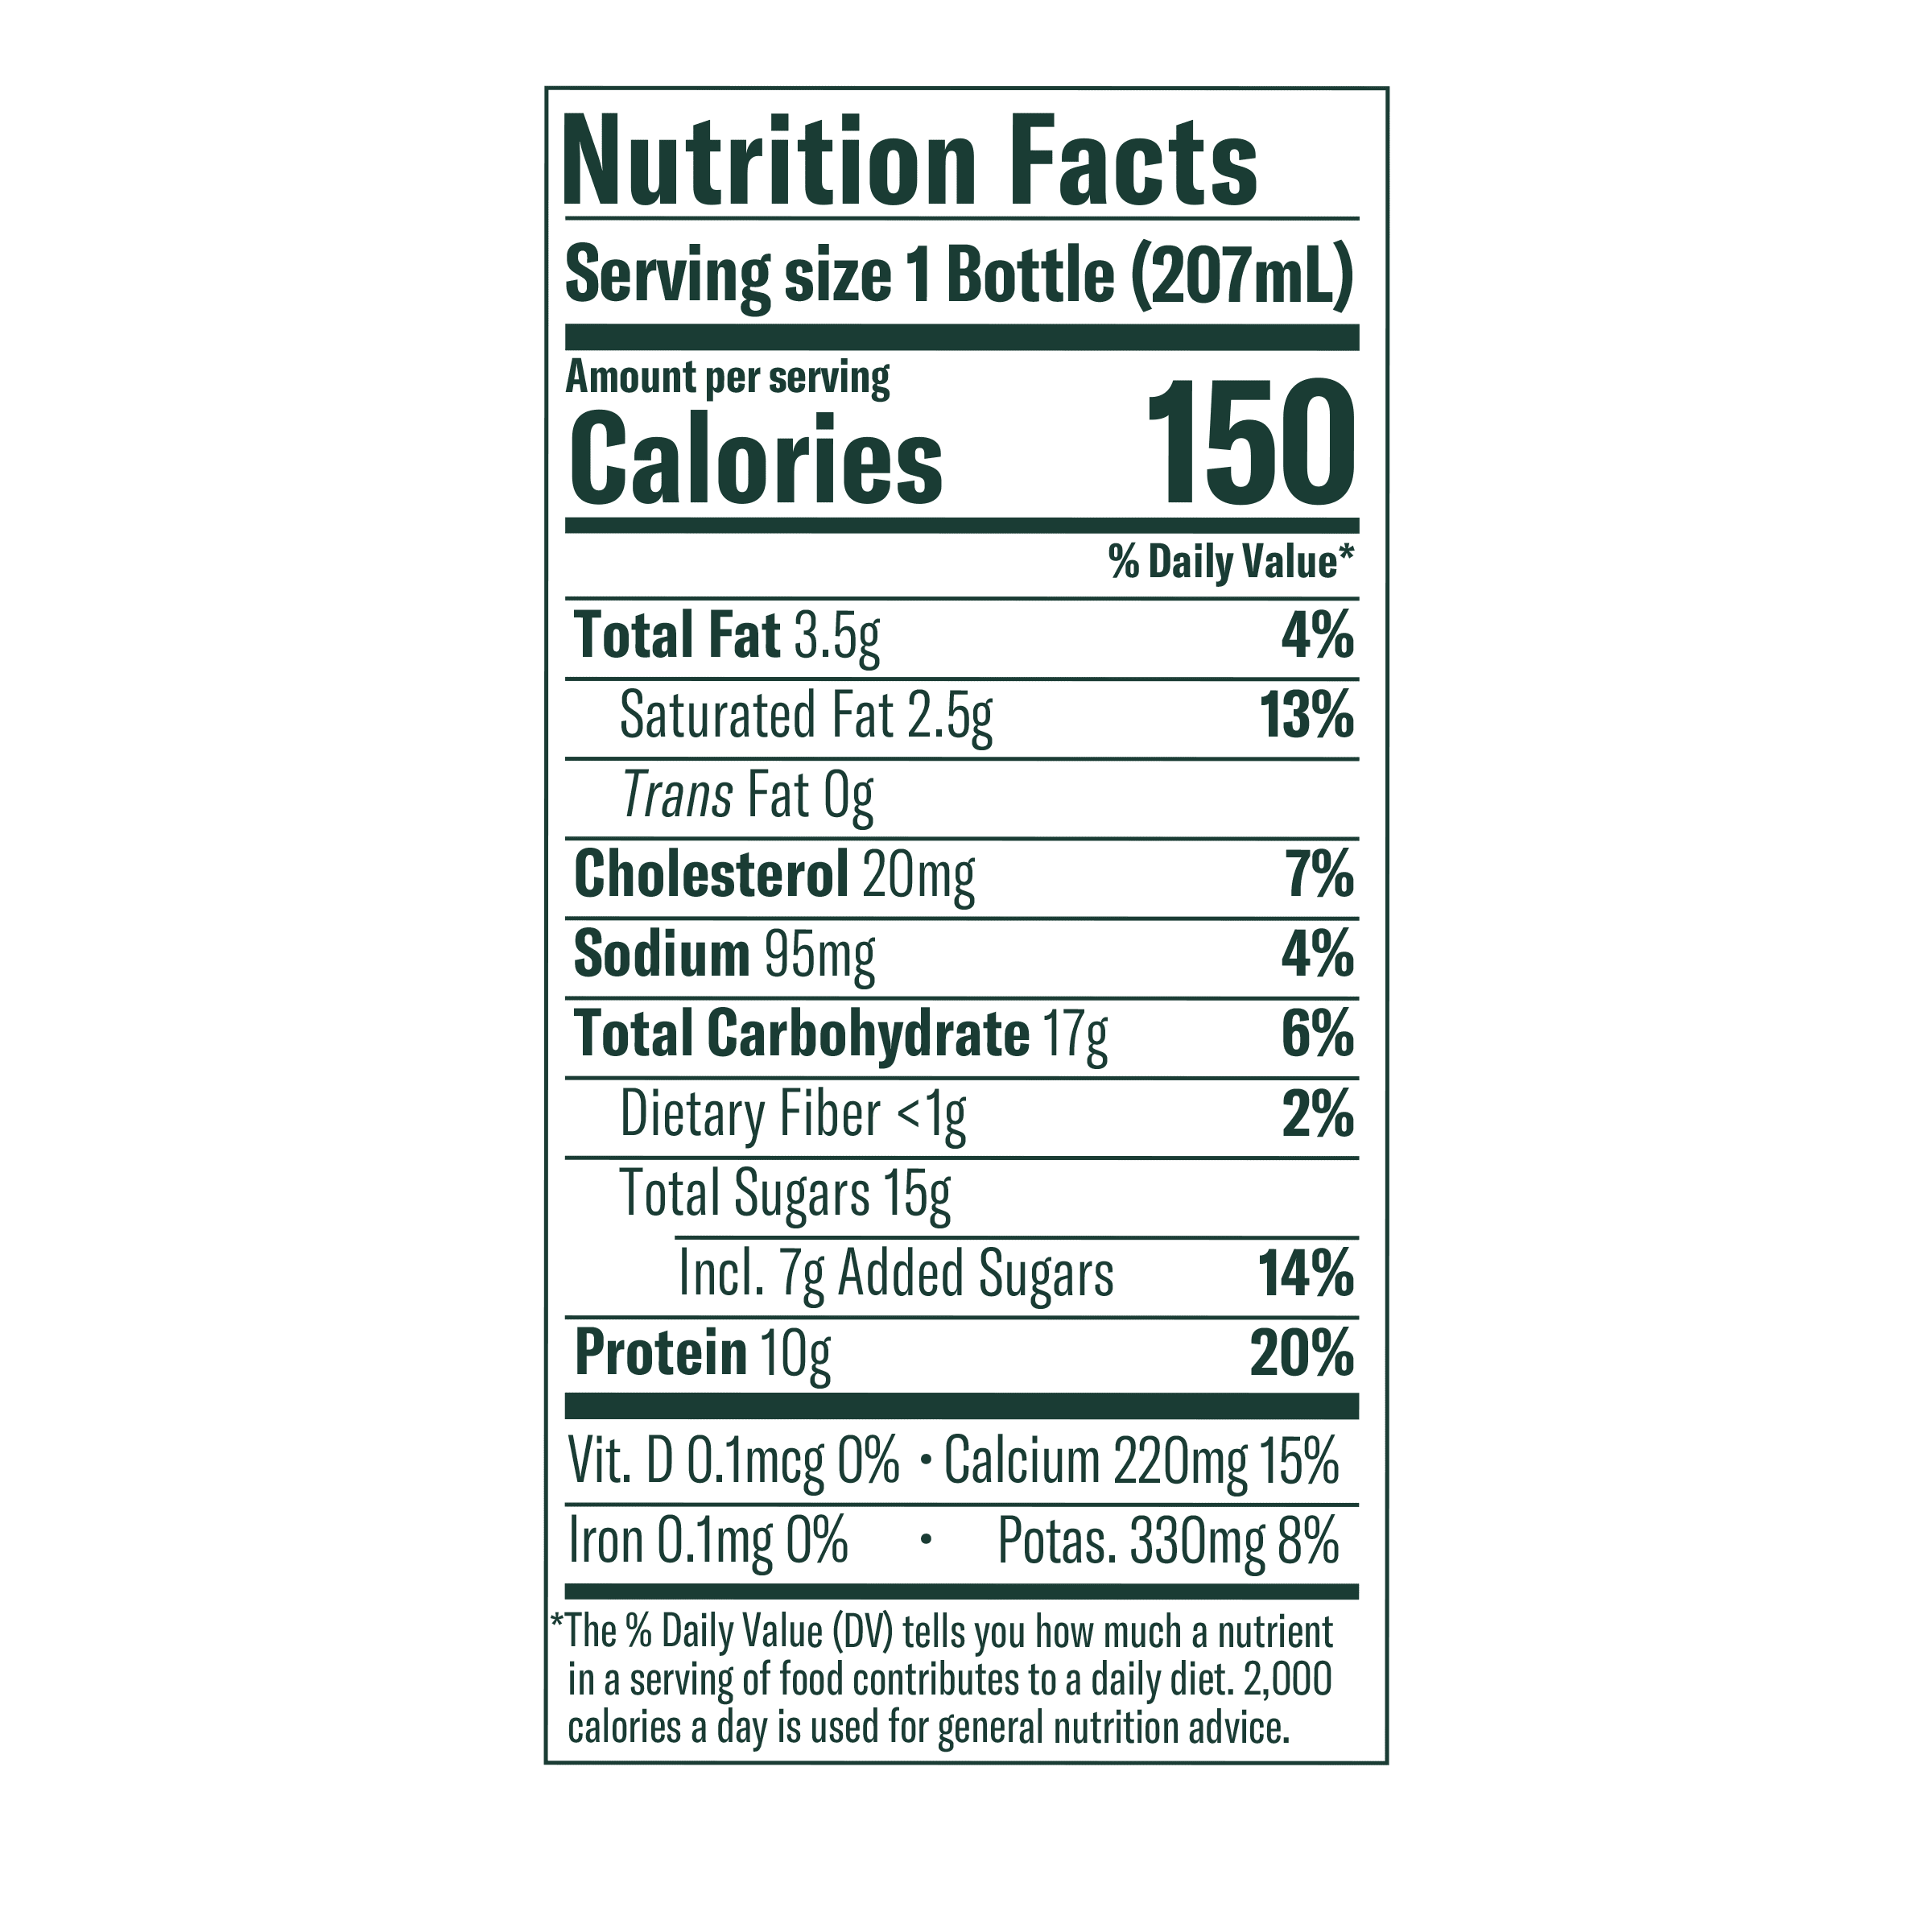 Nutrition Facts
Serving size 1 Bottle (207mL)
Amount per serving
Calories 150
% Daily Value*
Total Fat 3.5g 4%
Saturated Fat 2.5g 13%
Trans Fat 0g
Cholesterol 20mg 7%
Sodium 95mg 4%
Total Carbohydrate 17g 6%
Dietary Fiber <1g 2%
Total Sugars 15g
Incl. 7g Added Sugars 14%
Protein 10g 20%
Vit. D 0.1mcg 0% • Calcium 220mg 15%
Iron 0.1mg 0% • Potas. 330mg 8%
*The % Daily Value (DV) tells you how much a nutrient
in a serving of food contributes to a daily diet. 2,000
calories a day is used for general nutrition advice.